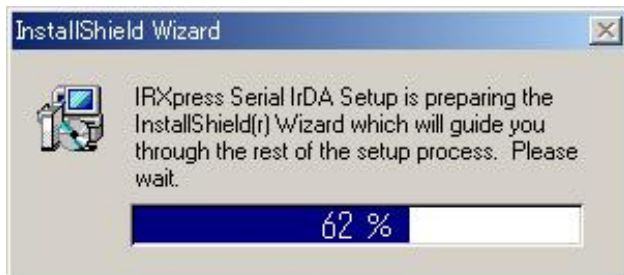 InstallShield Wizard
IRXpress Serial IrDA Setup is preparing the
InstallShield(r) Wizard which will guide you
through the rest of the setup process.  Please
wait.
62 %